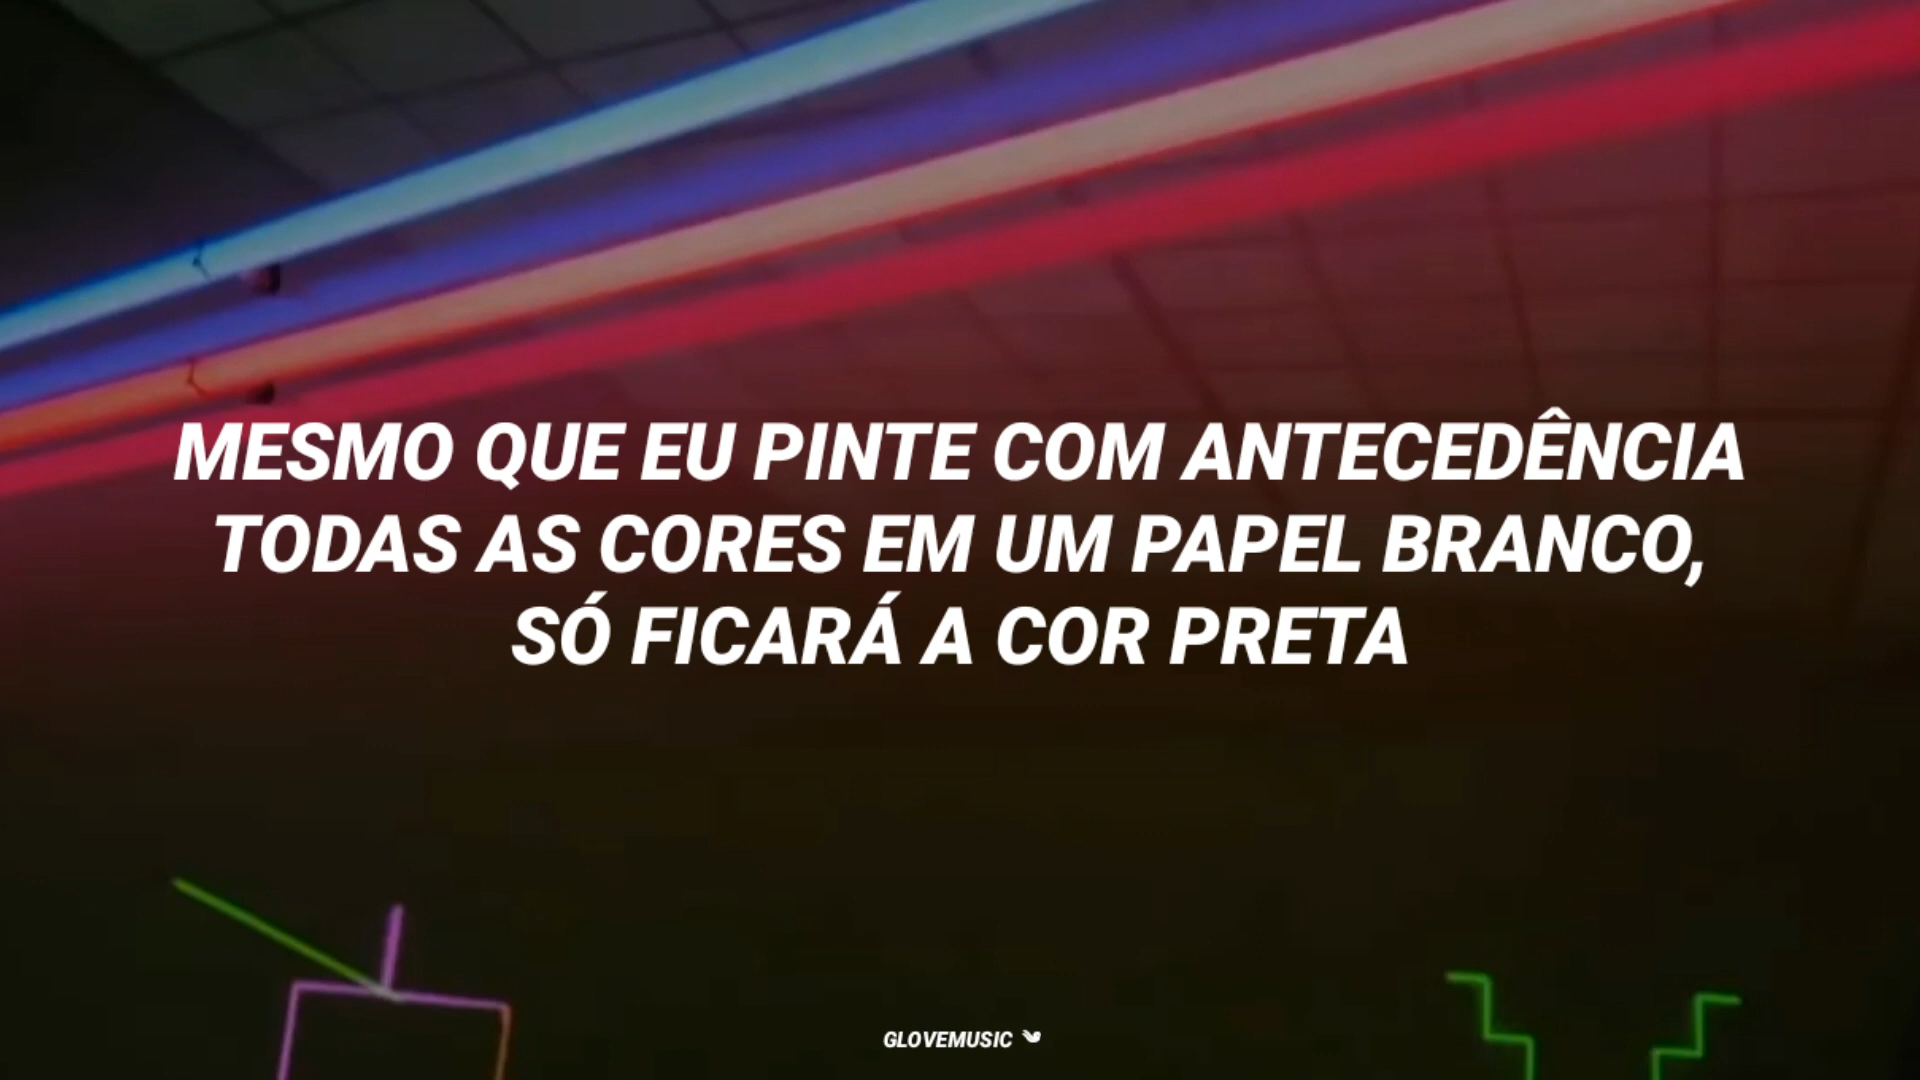 MESMO QUE EU PINTE COM ANTECEDÊNCIA
TODAS AS CORES EM UM PAPEL BRANCO,
SÓ FICARÁ A COR PRETA
GLOVEMUSIC